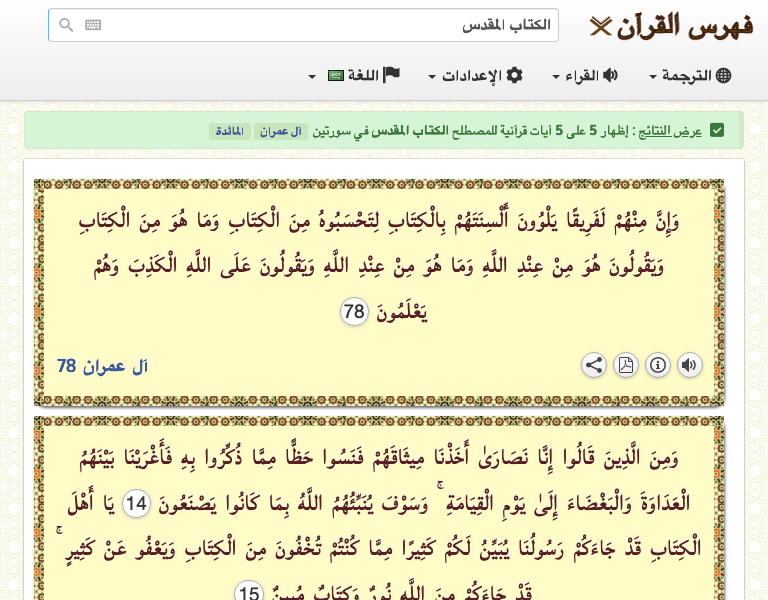 فهرس القرآن
الكتاب المقدس
الترجمة القراء الإعدادات اللغة
عرض النتائج : إظهار 5 على 5 آيات قرآنية للمصطلح الكتاب المقدس في سورتين آل عمران المائدة
وَإِنَّ مِنْهُمْ لَفَرِيقًا يَلْوُونَ أَلْسِنَتَهُمْ بِالْكِتَابِ لِتَحْسَبُوهُ مِنَ الْكِتَابِ وَمَا هُوَ مِنَ الْكِتَابِ
وَيَقُولُونَ هُوَ مِنْ عِنْدِ اللَّهِ وَمَا هُوَ مِنْ عِنْدِ اللَّهِ وَيَقُولُونَ عَلَى اللَّهِ الْكَذِبَ وَهُمْ
يَعْلَمُونَ 78
آل عمران 78
وَمِنَ الَّذِينَ قَالُوا إِنَّا نَصَارَىٰ أَخَذْنَا مِيثَاقَهُمْ فَنَسُوا حَظًّا مِمَّا ذُكِّرُوا بِهِ فَأَغْرَيْنَا بَيْنَهُمُ
الْعَدَاوَةَ وَالْبَغْضَاءَ إِلَىٰ يَوْمِ الْقِيَامَةِ ۚ وَسَوْفَ يُنَبِّئُهُمُ اللَّهُ بِمَا كَانُوا يَصْنَعُونَ 14 يَا أَهْلَ
الْكِتَابِ قَدْ جَاءَكُمْ رَسُولُنَا يُبَيِّنُ لَكُمْ كَثِيرًا مِمَّا كُنْتُمْ تُخْفُونَ مِنَ الْكِتَابِ وَيَعْفُو عَنْ كَثِيرٍ ۚ
قَدْ جَاءَكُمْ مِنَ اللَّهِ نُورٌ وَكِتَابٌ مُبِينٌ 15